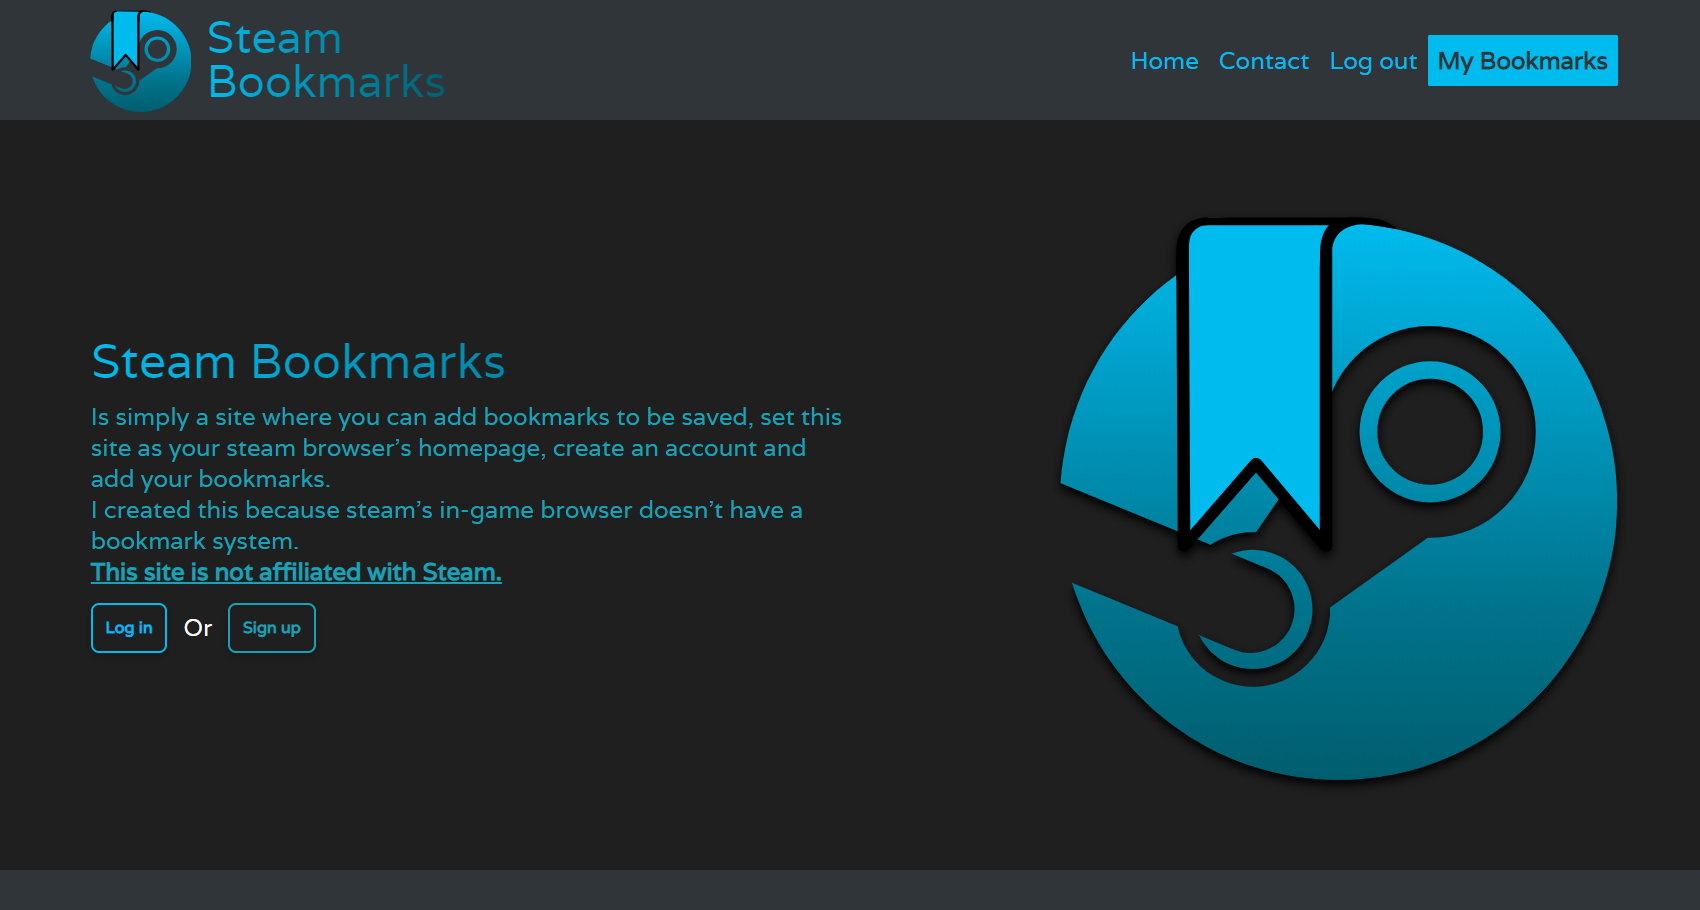 Steam
Bookmarks
Home Contact Log out My Bookmarks
Steam Bookmarks
Is simply a site where you can add bookmarks to be saved, set this
site as your steam browser's homepage, create an account and
add your bookmarks.
I created this because steam's in-game browser doesn't have a
bookmark system.
This site is not affiliated with Steam.
Log in Or Sign up